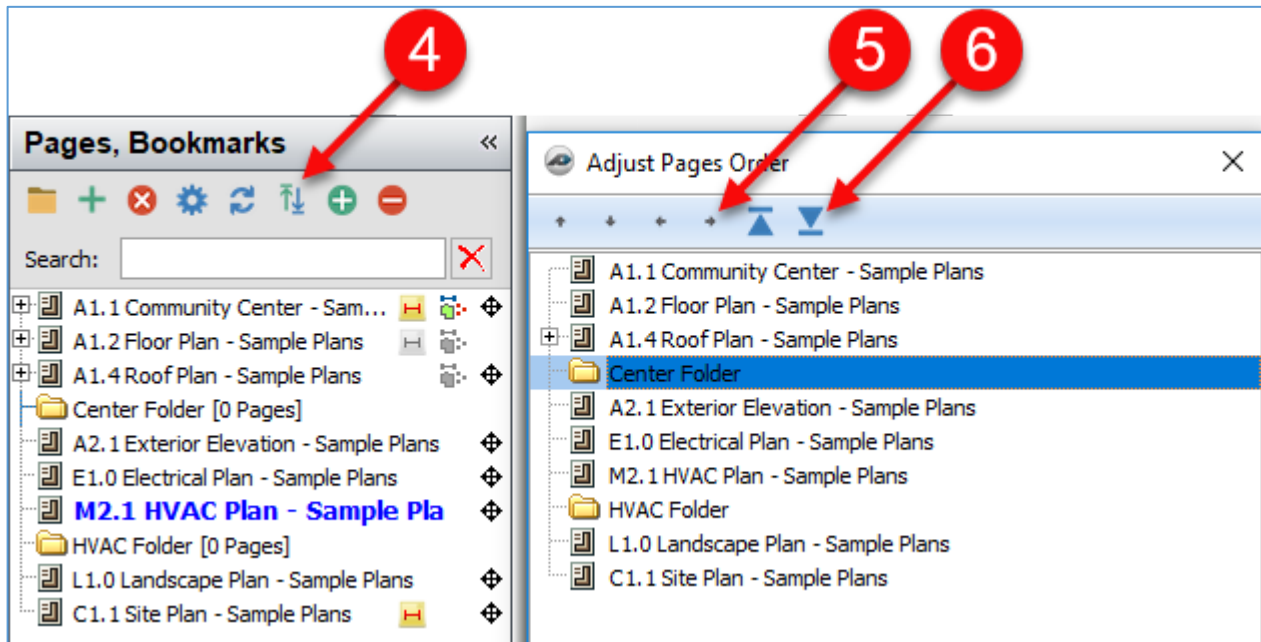 4
5
6
Pages, Bookmarks
«
Search:
A1.1 Community Center - Sam...
A1.2 Floor Plan - Sample Plans
A1.4 Roof Plan - Sample Plans
Center Folder [0 Pages]
A2.1 Exterior Elevation - Sample Plans
E1.0 Electrical Plan - Sample Plans
M2.1 HVAC Plan - Sample Pla
HVAC Folder [0 Pages]
L1.0 Landscape Plan - Sample Plans
C1.1 Site Plan - Sample Plans
Adjust Pages Order
A1.1 Community Center - Sample Plans
A1.2 Floor Plan - Sample Plans
A1.4 Roof Plan - Sample Plans
Center Folder
A2.1 Exterior Elevation - Sample Plans
E1.0 Electrical Plan - Sample Plans
M2.1 HVAC Plan - Sample Plans
HVAC Folder
L1.0 Landscape Plan - Sample Plans
C1.1 Site Plan - Sample Plans